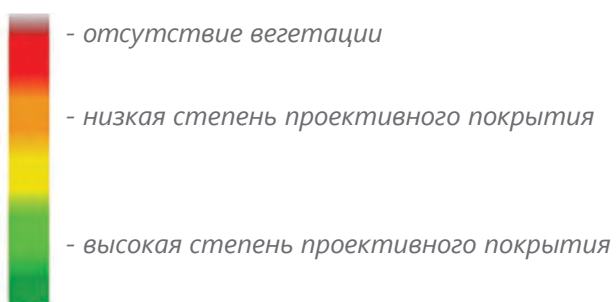 - отсутствие вегетации
- низкая степень проективного покрытия
- высокая степень проективного покрытия